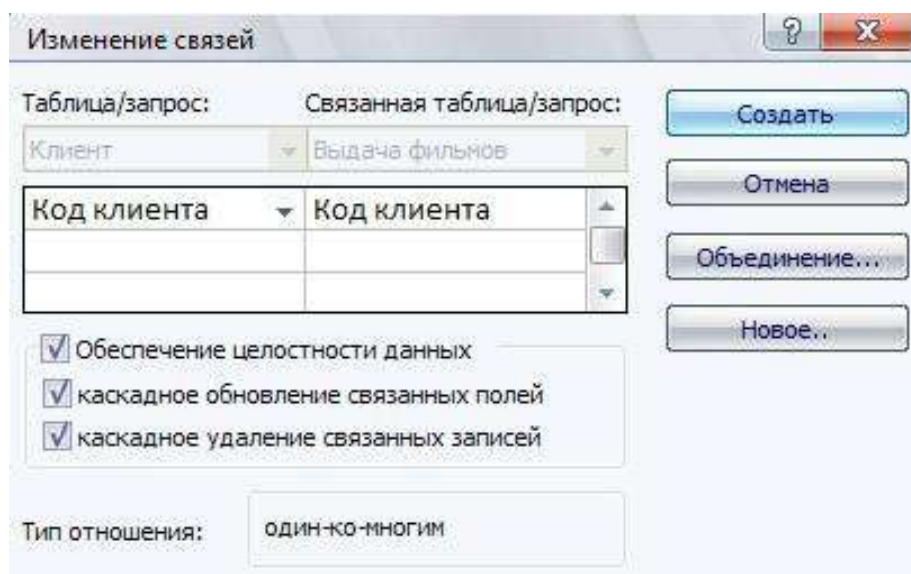 Изменение связей
Таблица/запрос: Связанная таблица/запрос:
Клиент Выдача фильмов
Код клиента Код клиента
Обеспечение целостности данных
каскадное обновление связанных полей
каскадное удаление связанных записей
Тип отношения: один-ко-многим
Создать
Отмена
Объединение...
Новое..